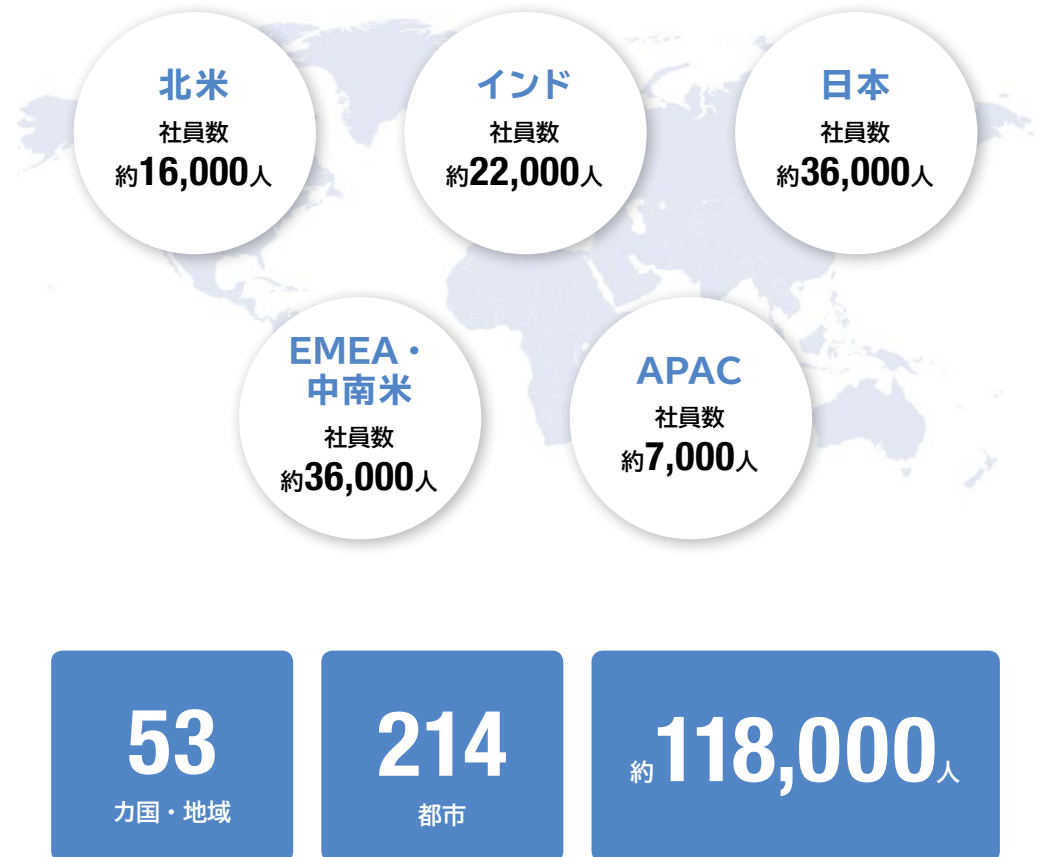 北米
社員数
約16,000人
インド
社員数
約22,000人
日本
社員数
約36,000人
EMEA・
中南米
社員数
約36,000人
APAC
社員数
約7,000人
53
カ国・地域
214
都市
約118,000人